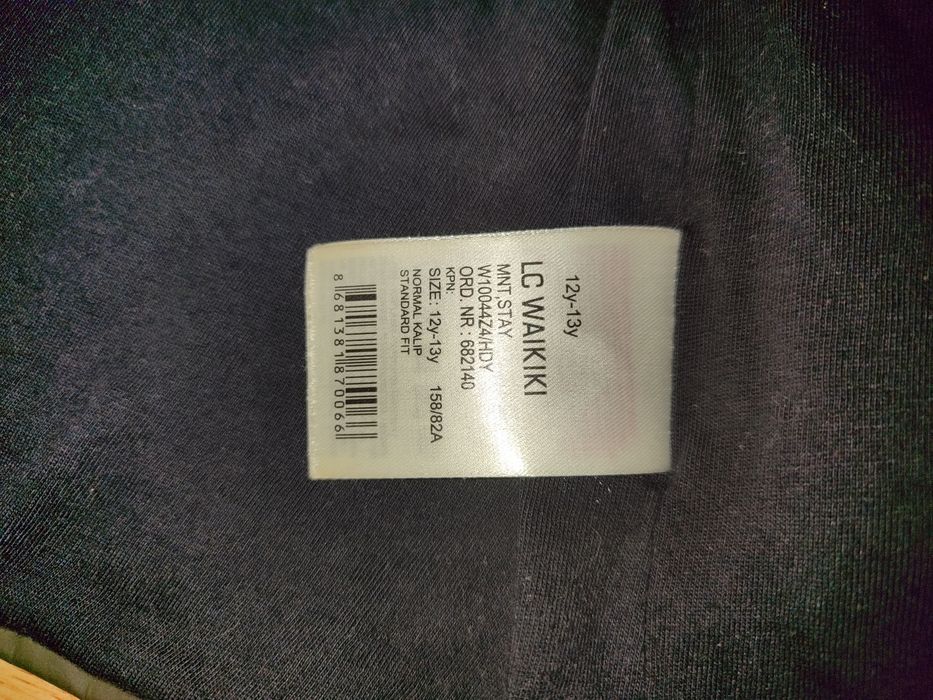 12y-13y
LC WAIKIKI
MNT,STAY
W10044Z4/HDY
ORD. NR : 682140
KPN:
SIZE: 12y-13y 158/82A
NORMAL KALIP
STANDARD FIT
8681381870066